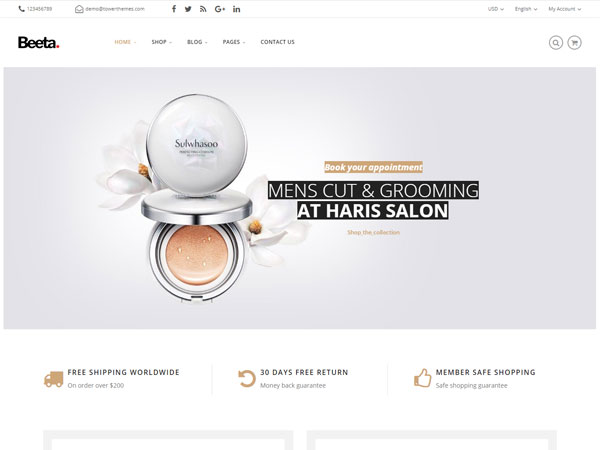 123456789 demo@towerthemes.com USD English My Account
Beeta. HOME SHOP BLOG PAGES CONTACT US
Sulwhasoo
PERFECTING CUSHION
Book your appointment
MENS CUT & GROOMING
AT HARIS SALON
Shop the collection
FREE SHIPPING WORLDWIDE
On order over $200
30 DAYS FREE RETURN
Money back guarantee
MEMBER SAFE SHOPPING
Safe shopping guarantee